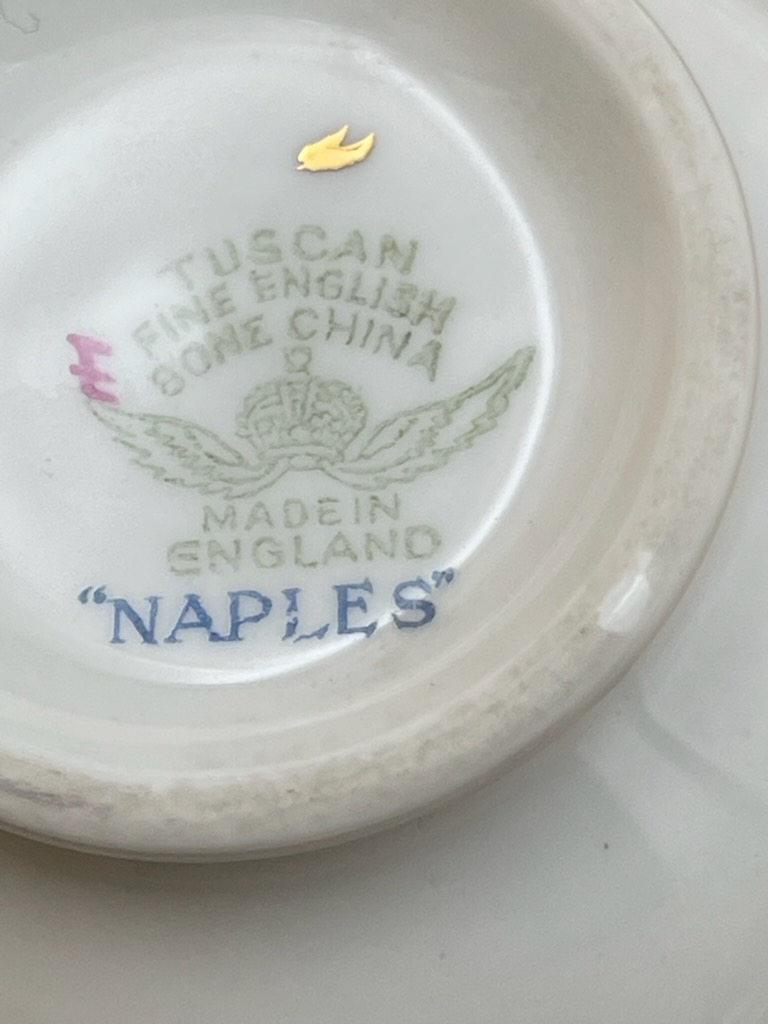 TUSCAN
FINE ENGLISH
BONE CHINA
E
MADE IN
ENGLAND
"NAPLES"